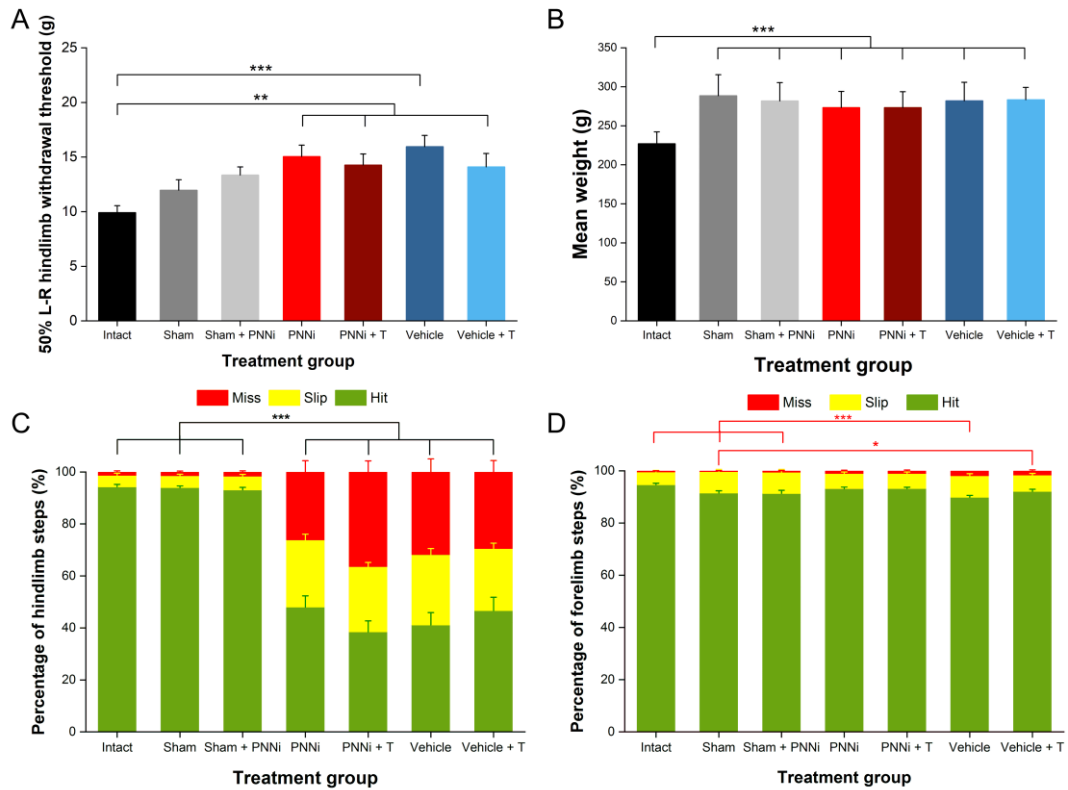 A
50% L-R hindlimb withdrawal threshold (g)
25
20
15
10
5
0
***
**
Intact Sham Sham + PNNi PNNi PNNi + T Vehicle Vehicle + T
Treatment group
B
Mean weight (g)
350
300
250
200
150
100
50
0
***
Intact Sham Sham + PNNi PNNi PNNi + T Vehicle Vehicle + T
Treatment group
C
Miss Slip Hit
***
Percentage of hindlimb steps (%)
100
80
60
40
20
0
Intact Sham Sham + PNNi PNNi PNNi + T Vehicle Vehicle + T
Treatment group
D
Miss Slip Hit
***
*
Percentage of forelimb steps (%)
100
80
60
40
20
0
Intact Sham Sham + PNNi PNNi PNNi + T Vehicle Vehicle + T
Treatment group